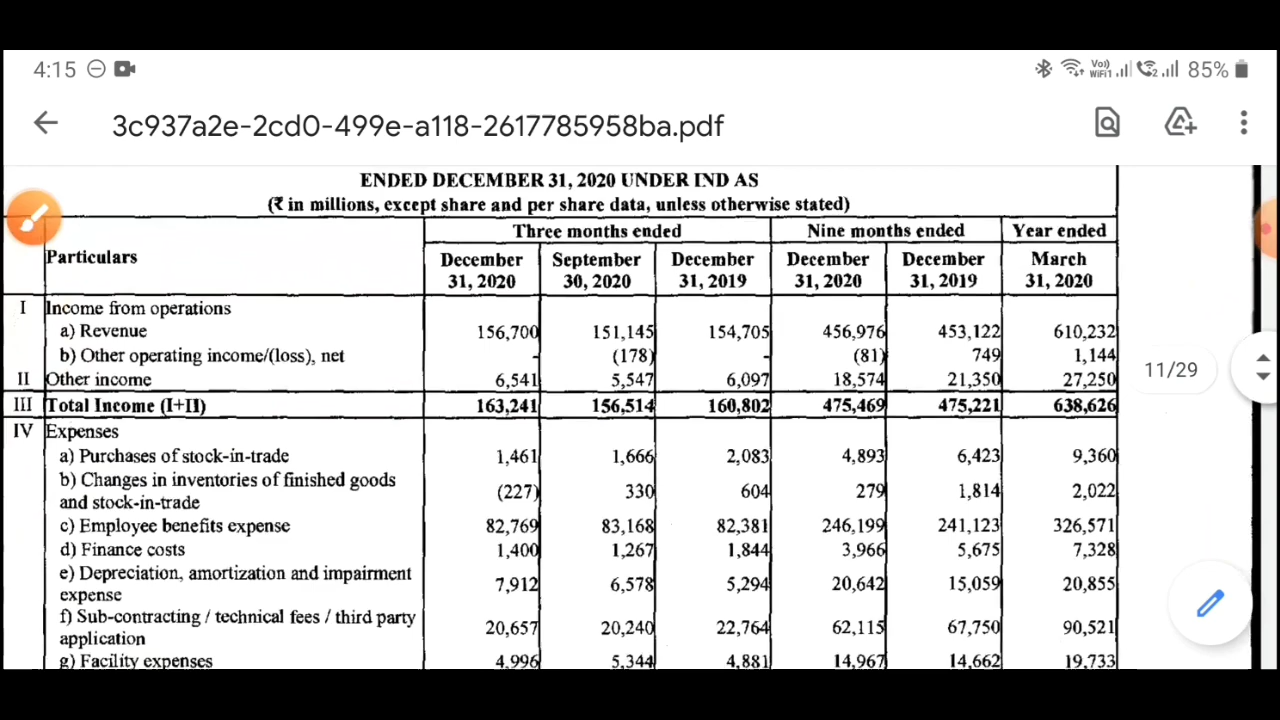 4:15 Vo) WiFi1 2 85%
3c937a2e-2cd0-499e-a118-2617785958ba.pdf
ENDED DECEMBER 31, 2020 UNDER IND AS
(₹ in millions, except share and per share data, unless otherwise stated)
Particulars Three months ended Nine months ended Year ended
December 31, 2020 September 30, 2020 December 31, 2019 December 31, 2020 December 31, 2019 March 31, 2020
I Income from operations
a) Revenue 156,700 151,145 154,705 456,976 453,122 610,232
b) Other operating income/(loss), net - (178) - (81) 749 1,144
II Other income 6,541 5,547 6,097 18,574 21,350 27,250
11/29
III Total Income (I+II) 163,241 156,514 160,802 475,469 475,221 638,626
IV Expenses
a) Purchases of stock-in-trade 1,461 1,666 2,083 4,893 6,423 9,360
b) Changes in inventories of finished goods
and stock-in-trade (227) 330 604 279 1,814 2,022
c) Employee benefits expense 82,769 83,168 82,381 246,199 241,123 326,571
d) Finance costs 1,400 1,267 1,844 3,966 5,675 7,328
e) Depreciation, amortization and impairment
expense 7,912 6,578 5,294 20,642 15,059 20,855
f) Sub-contracting / technical fees / third party
application 20,657 20,240 22,764 62,115 67,750 90,521
g) Facility expenses 4,996 5,344 4,881 14,967 14,662 19,733